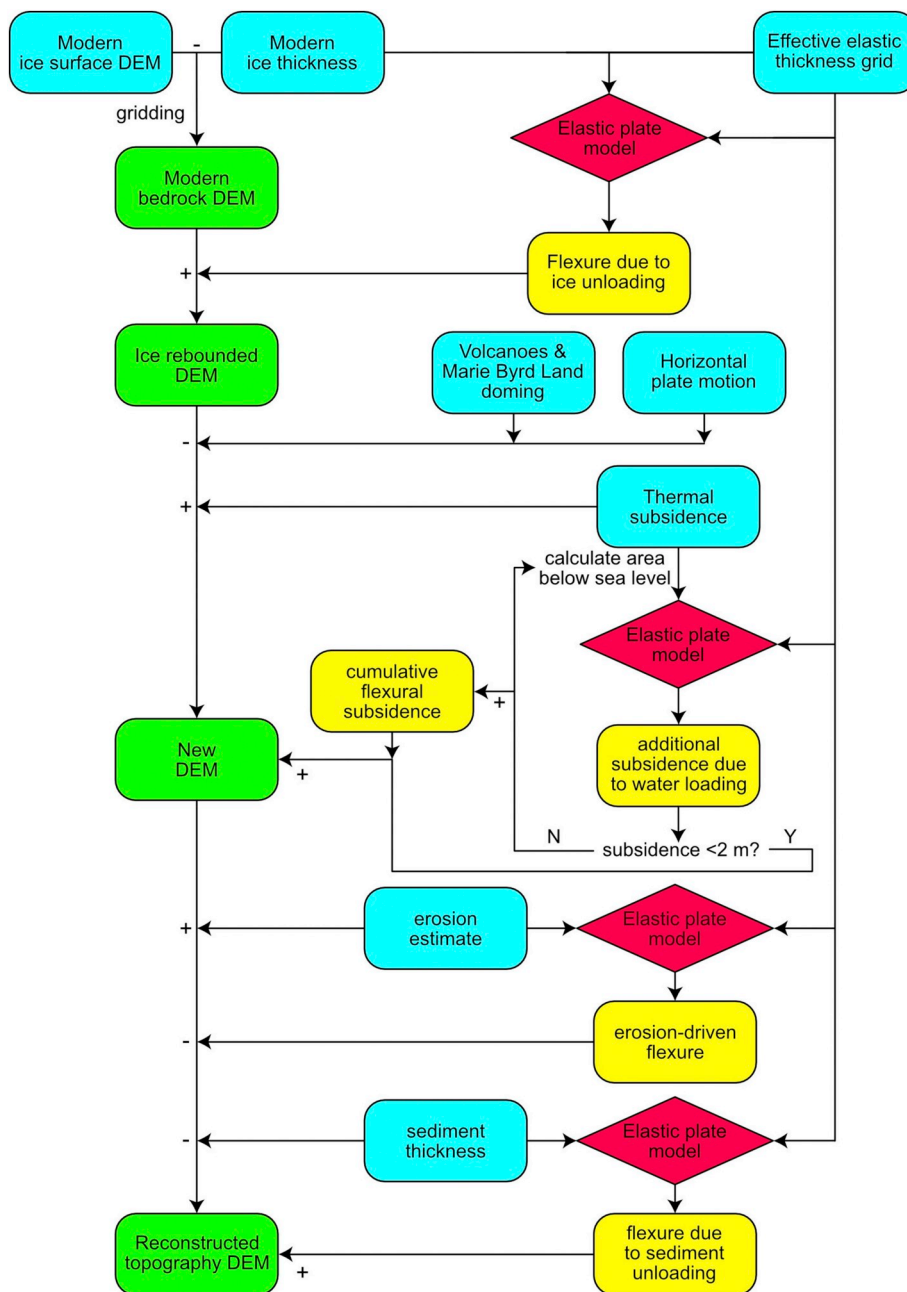 Modern
ice surface DEM
-
Modern
ice thickness
Effective elastic
thickness grid
gridding
Elastic plate
model
Modern
bedrock DEM
+
Flexure due to
ice unloading
Ice rebounded
DEM
Volcanoes &
Marie Byrd Land
doming
Horizontal
plate motion
-
+
Thermal
subsidence
calculate area
below sea level
Elastic plate
model
cumulative
flexural
subsidence
+
New
DEM
+
additional
subsidence due
to water loading
N
subsidence <2 m?
Y
+
erosion
estimate
Elastic plate
model
-
erosion-driven
flexure
-
sediment
thickness
Elastic plate
model
Reconstructed
topography DEM
+
flexure due
to sediment
unloading